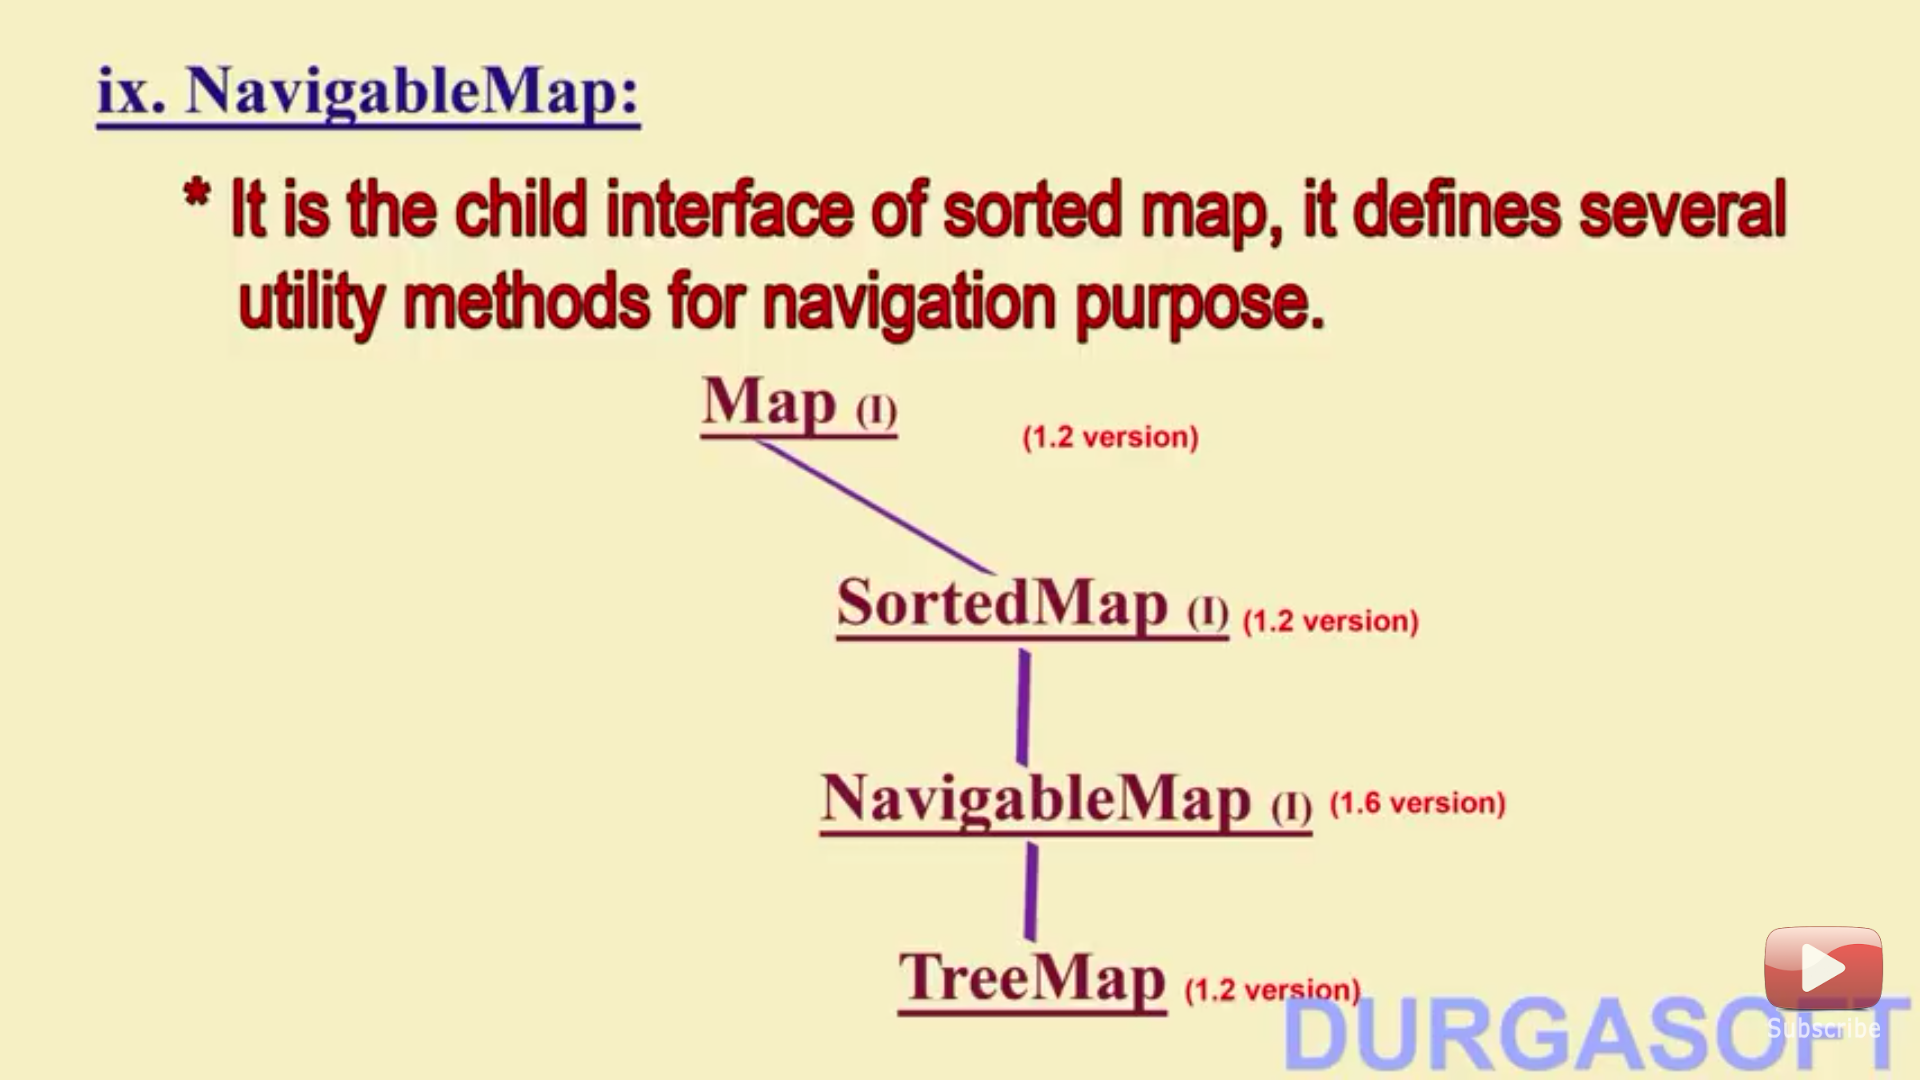 ix. NavigableMap:
* It is the child interface of sorted map, it defines several
utility methods for navigation purpose.
Map (I)
(1.2 version)
SortedMap (I) (1.2 version)
NavigableMap (I) (1.6 version)
TreeMap (1.2 version)
DURGASOFT
Subscribe